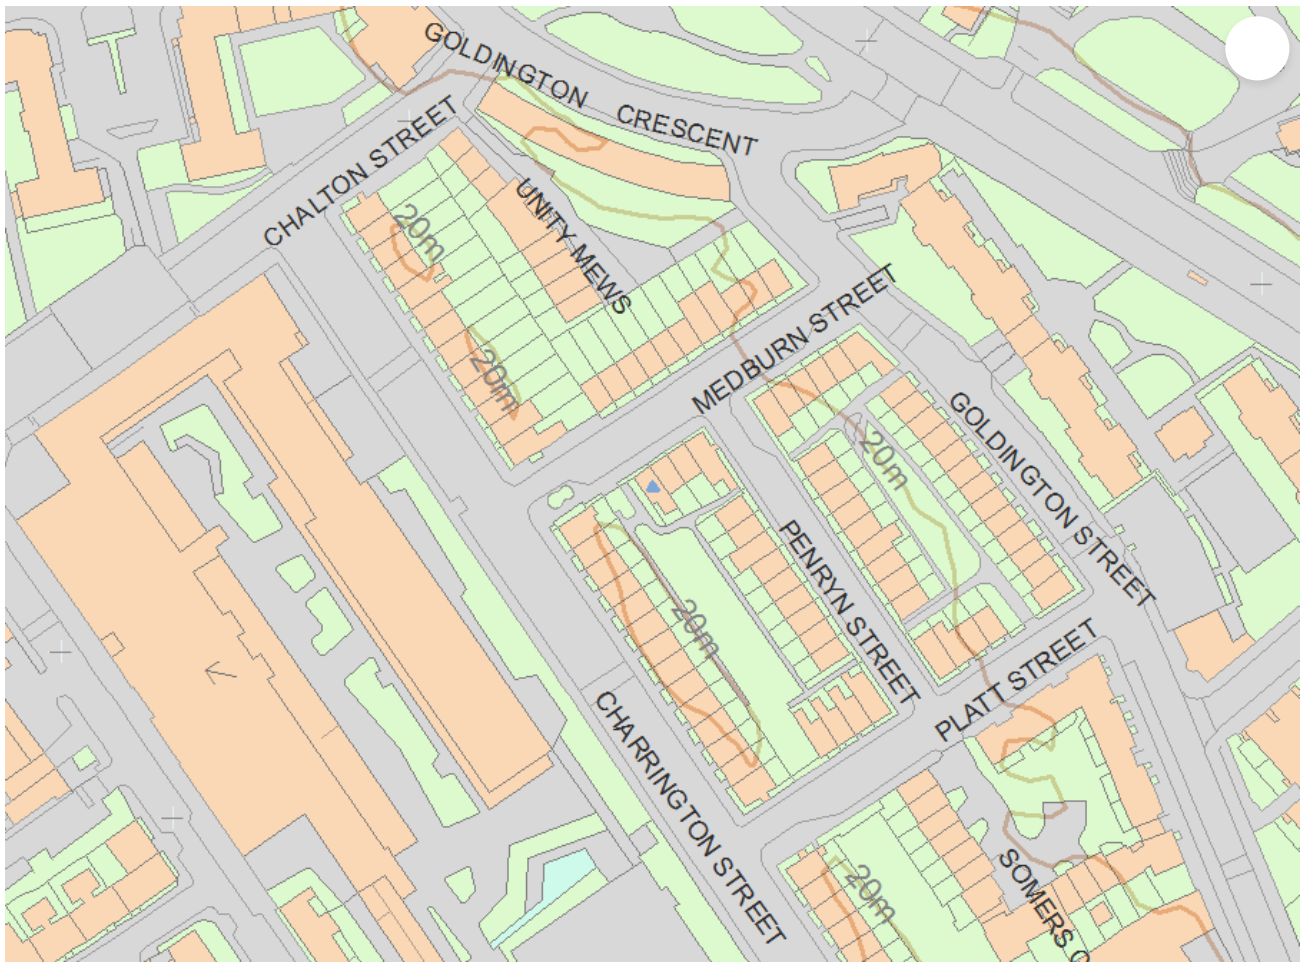 GOLDINGTON CRESCENT
CHALTON STREET
UNITY MEWS
20m
20m
MEDBURN STREET
GOLDINGTON STREET
20m
PENRYN STREET
20m
PLATT STREET
CHARRINGTON STREET
20m
SOMERS